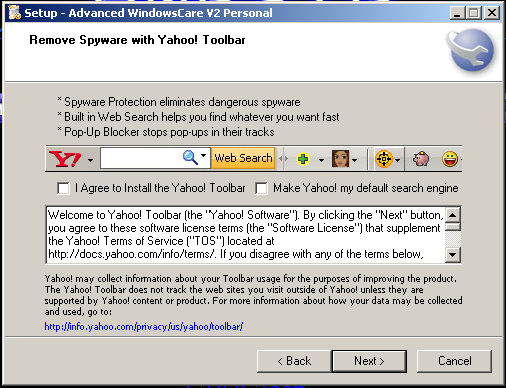 Setup - Advanced WindowsCare V2 Personal
Remove Spyware with Yahoo! Toolbar
* Spyware Protection eliminates dangerous spyware
* Built in Web Search helps you find whatever you want fast
* Pop-Up Blocker stops pop-ups in their tracks
Y! Web Search
I Agree to Install the Yahoo! Toolbar
Make Yahoo! my default search engine
Welcome to Yahoo! Toolbar (the "Yahoo! Software"). By clicking the "Next" button,
you agree to these software license terms (the "Software License") that supplement
the Yahoo! Terms of Service ("TOS") located at
http://docs.yahoo.com/info/terms/. If you disagree with any of the terms below,
Yahoo! may collect information about your Toolbar usage for the purposes of improving the product.
The Yahoo! Toolbar does not track the web sites you visit outside of Yahoo! unless they are
supported by Yahoo! content or product. For more information about how your data may be collected
and used, go to:
http://info.yahoo.com/privacy/us/yahoo/toolbar/
< Back
Next >
Cancel